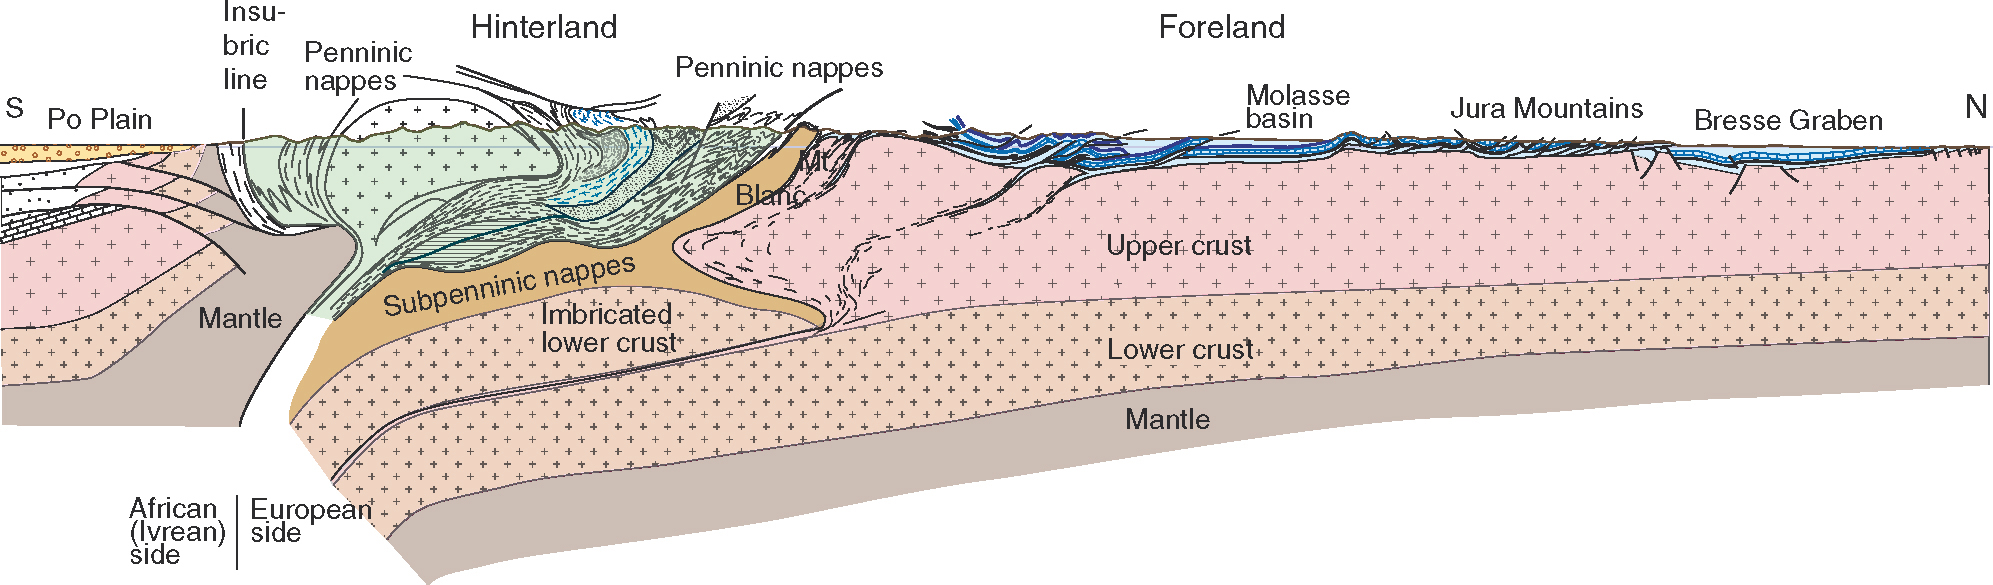 Insu-
bric
line
Hinterland
Foreland
Penninic
nappes
Penninic nappes
S
Po Plain
Molasse
basin
Jura Mountains
Bresse Graben
N
Mt.
Blanc
Upper crust
Subpenninic nappes
Mantle
Imbricated
lower crust
Lower crust
Mantle
African
(Ivrean)
side
European
side